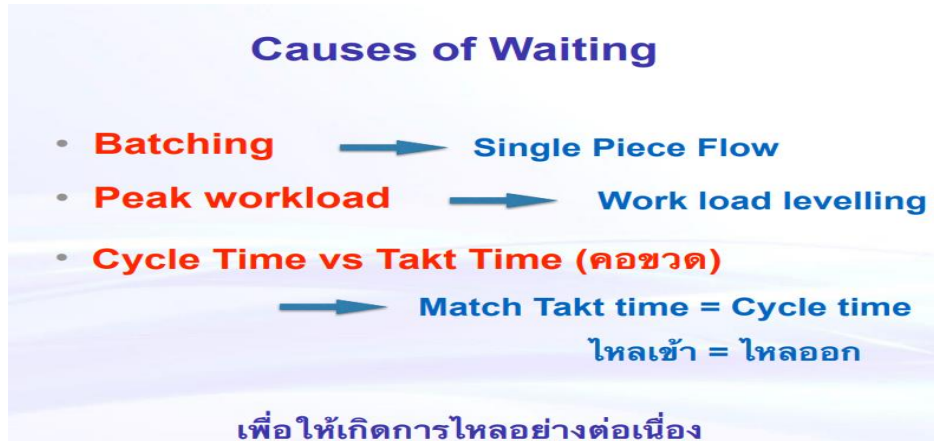 Causes of Waiting
• Batching Single Piece Flow
• Peak workload Work load levelling
• Cycle Time vs Takt Time (คอขวด)
Match Takt time = Cycle time
ไหลเข้า = ไหลออก
เพื่อให้เกิดการไหลอย่างต่อเนื่อง